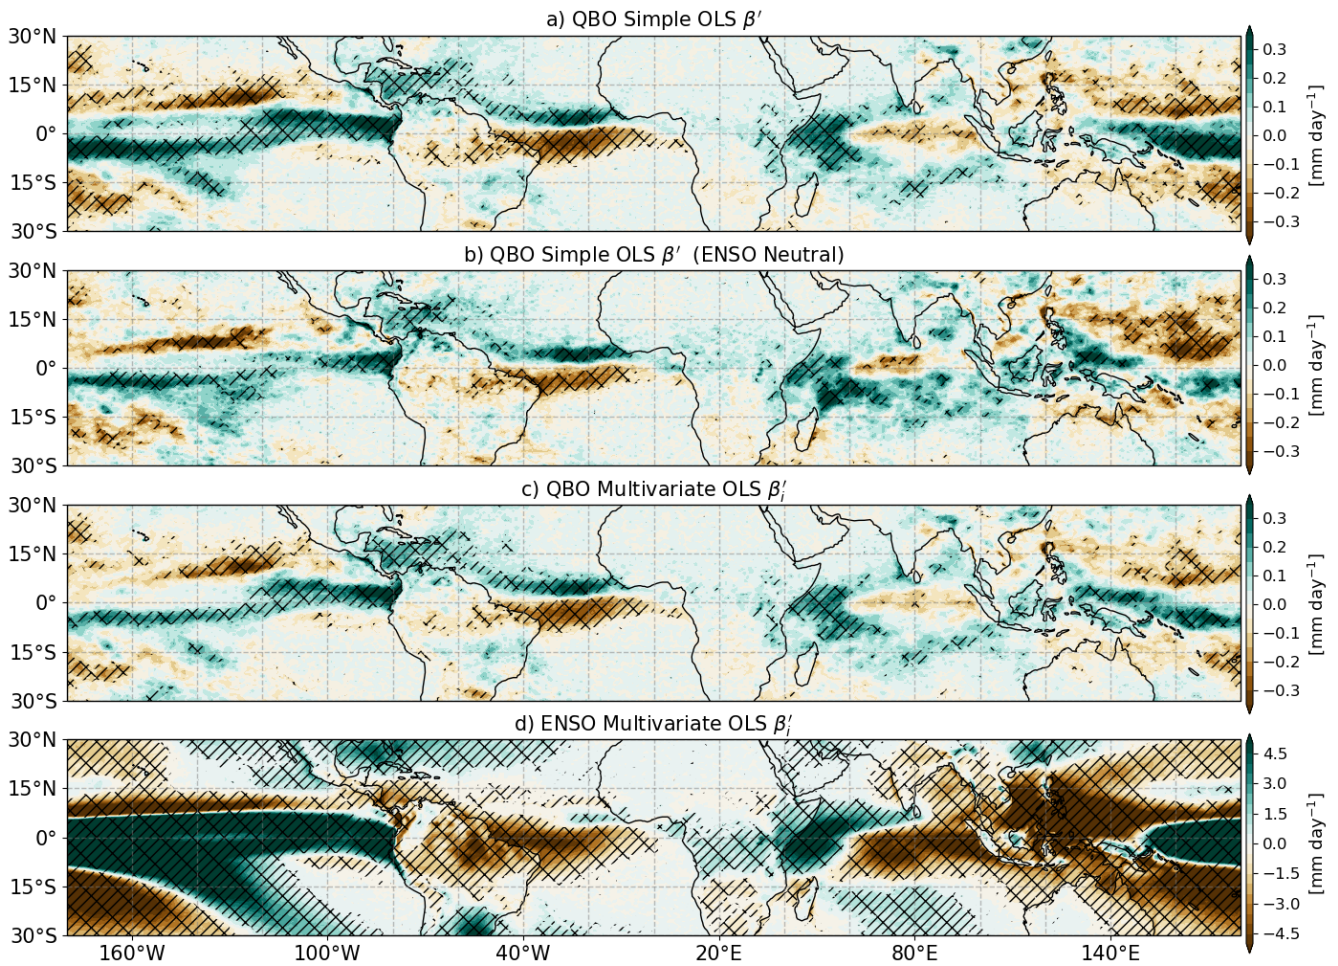 a) QBO Simple OLS β′
30°N
15°N
0°
15°S
30°S
0.3
0.2
0.1
0.0
−0.1
−0.2
−0.3
[mm day⁻¹]
b) QBO Simple OLS β′ (ENSO Neutral)
30°N
15°N
0°
15°S
30°S
0.3
0.2
0.1
0.0
−0.1
−0.2
−0.3
[mm day⁻¹]
c) QBO Multivariate OLS β′ᵢ
30°N
15°N
0°
15°S
30°S
0.3
0.2
0.1
0.0
−0.1
−0.2
−0.3
[mm day⁻¹]
d) ENSO Multivariate OLS β′ᵢ
30°N
15°N
0°
15°S
30°S
4.5
3.0
1.5
0.0
−1.5
−3.0
−4.5
[mm day⁻¹]
160°W 100°W 40°W 20°E 80°E 140°E